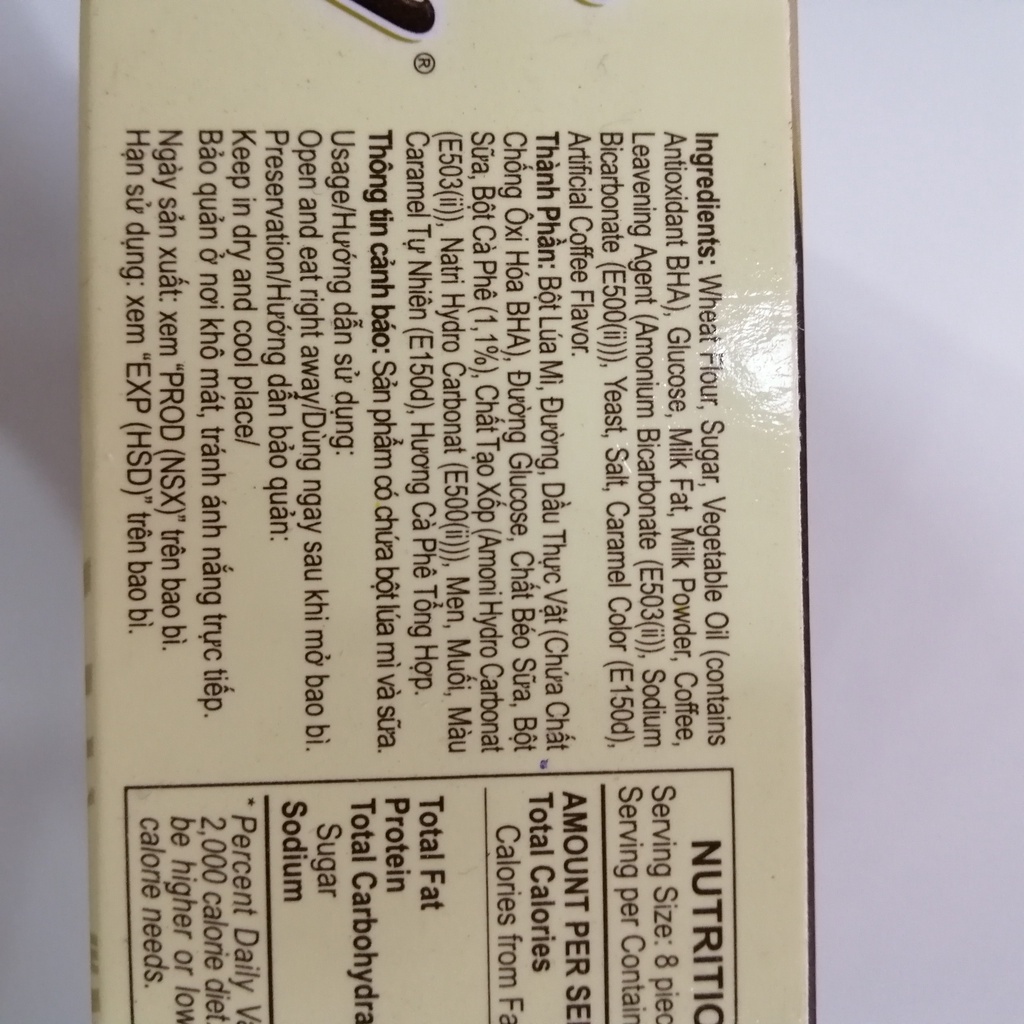 ®
Ingredients: Wheat Flour, Sugar, Vegetable Oil (contains
Antioxidant BHA), Glucose, Milk Fat, Milk Powder, Coffee,
Leavening Agent (Amonium Bicarbonate (E503(ii)), Sodium
Bicarbonate (E500(ii))), Yeast, Salt, Caramel Color (E150d),
Artificial Coffee Flavor.
Thành Phần: Bột Lúa Mì, Đường, Dầu Thực Vật (Chứa Chất
Chống Ôxi Hóa BHA), Đường Glucose, Chất Béo Sữa, Bột
Sữa, Bột Cà Phê (1,1%), Chất Tạo Xốp (Amoni Hydro Carbonat
(E503(ii)), Natri Hydro Carbonat (E500(ii))), Men, Muối, Màu
Caramel Tự Nhiên (E150d), Hương Cà Phê Tổng Hợp.
Thông tin cảnh báo: Sản phẩm có chứa bột lúa mì và sữa.
Usage/Hướng dẫn sử dụng:
Open and eat right away/Dùng ngay sau khi mở bao bì.
Preservation/Hướng dẫn bảo quản:
Keep in dry and cool place/
Bảo quản ở nơi khô mát, tránh ánh nắng trực tiếp.
Ngày sản xuất: xem "PROD (NSX)" trên bao bì.
Hạn sử dụng: xem "EXP (HSD)" trên bao bì.
NUTRITIO
Serving Size: 8 piec
Serving per Contain
AMOUNT PER SE
Total Calories
Calories from Fa
Total Fat
Protein
Total Carbohydra
Sugar
Sodium
* Percent Daily Va
2,000 calorie diet.
be higher or low
calorie needs.